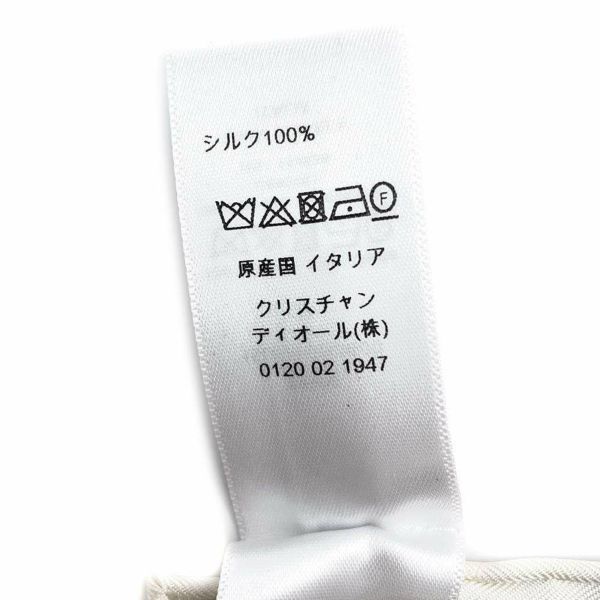 シルク100%
F
原産国 イタリア
クリスチャン
ディオール(株)
0120 02 1947